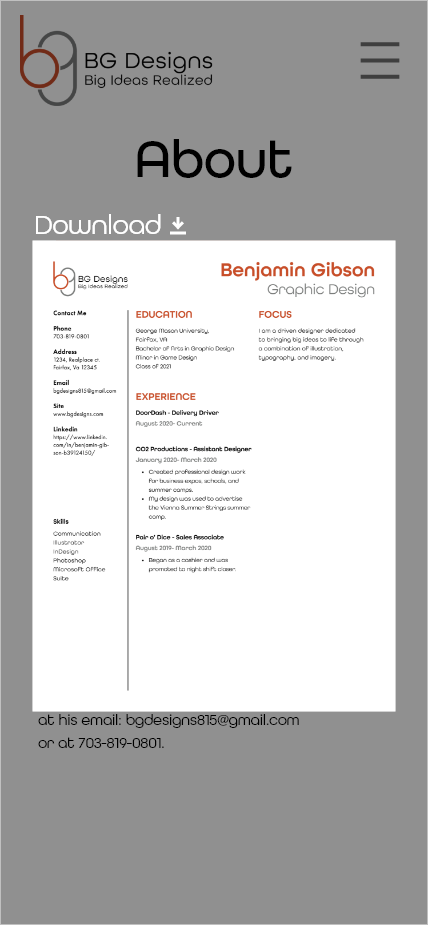 BG Designs
Big Ideas Realized
About
Download
BG Designs
Big Ideas Realized
Benjamin Gibson
Graphic Design
Contact Me
Phone
703-819-0801
Address
1234, Realplace ct.
Fairfax, Va 12345
Email
bgdesigns815@gmail.com
Site
www.bgdesigns.com
Linkedin
https://www.linkedin.
com/in/benjamin-gib-
son-b39124150/
Skills
Communication
Illustrator
InDesign
Photoshop
Microsoft Office
Suite
EDUCATION
George Mason University,
Fairfax, VA
Bachelor of Arts in Graphic Design
Minor in Game Design
Class of 2021
FOCUS
I am a driven designer dedicated
to bringing big ideas to life through
a combination of illustration,
typography, and imagery.
EXPERIENCE
DoorDash - Delivery Driver
August 2020- Current
CO2 Productions - Assistant Designer
January 2020- March 2020
• Created professional design work
for business expos, schools, and
summer camps.
• My design was used to advertise
the Vienna Summer Strings summer
camp.
Pair o' Dice - Sales Associate
August 2019- March 2020
• Began as a cashier and was
promoted to night shift closer.
at his email: bgdesigns815@gmail.com
or at 703-819-0801.